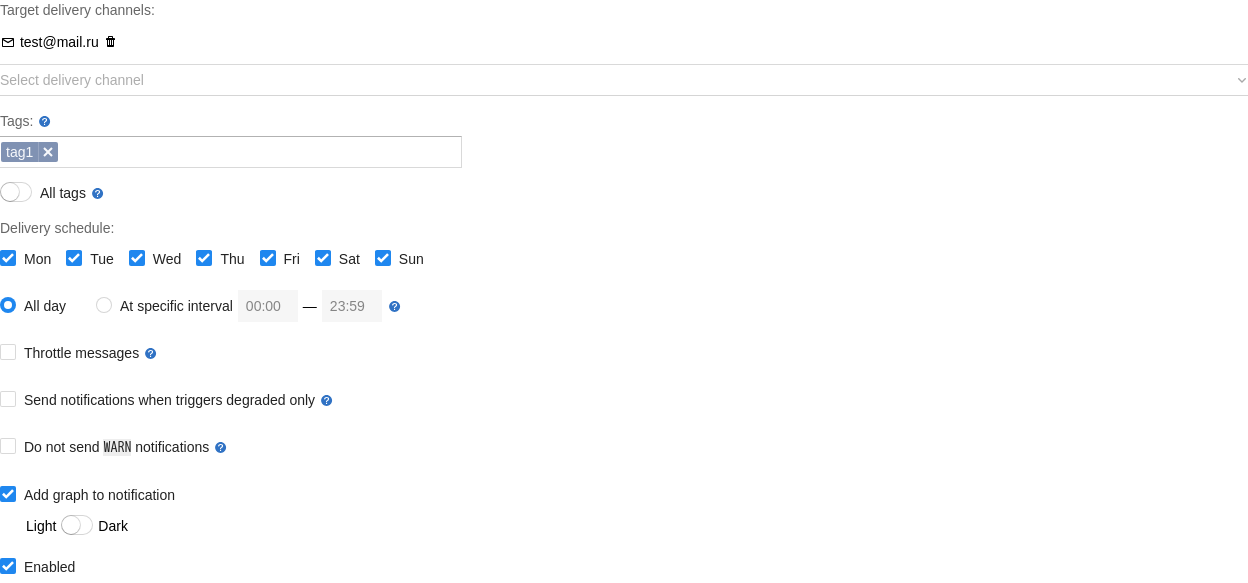 Target delivery channels:
test@mail.ru
Select delivery channel
Tags: ?
tag1
All tags ?
Delivery schedule:
Mon Tue Wed Thu Fri Sat Sun
All day At specific interval 00:00 — 23:59 ?
Throttle messages ?
Send notifications when triggers degraded only ?
Do not send WARN notifications ?
Add graph to notification
Light Dark
Enabled